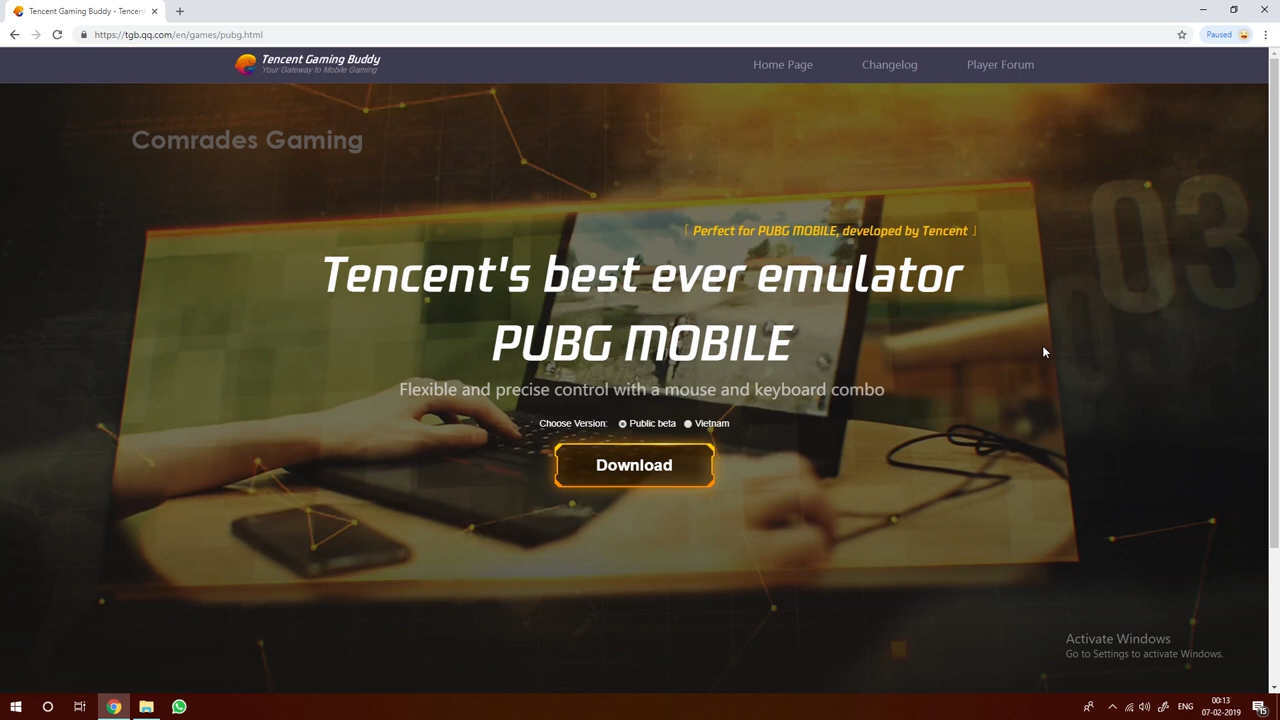 Tencent Gaming Buddy - Tencen
https://tgb.qq.com/en/games/pubg.html
Paused
Tencent Gaming Buddy
Your Gateway to Mobile Gaming
Home Page
Changelog
Player Forum
Comrades Gaming
03
「 Perfect for PUBG MOBILE, developed by Tencent 」
Tencent's best ever emulator
PUBG MOBILE
Flexible and precise control with a mouse and keyboard combo
Choose Version: Public beta Vietnam
Download
Activate Windows
Go to Settings to activate Windows.
ENG
00:13
07-02-2019
15